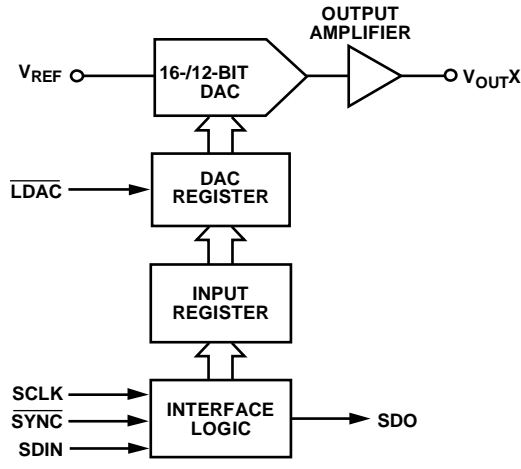 OUTPUT
AMPLIFIER
VREF
16-/12-BIT
DAC
VOUTX
LDAC
DAC
REGISTER
INPUT
REGISTER
SCLK
SYNC
SDIN
INTERFACE
LOGIC
SDO